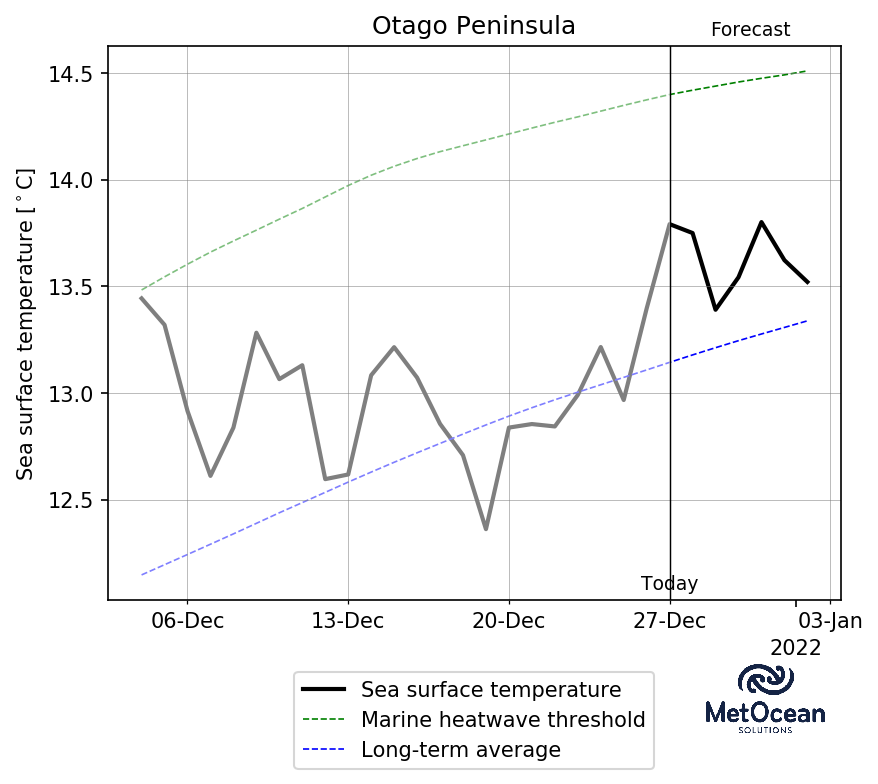 Otago Peninsula
Forecast
Sea surface temperature [°C]
14.5
14.0
13.5
13.0
12.5
Today
06-Dec
13-Dec
20-Dec
27-Dec
03-Jan
2022
Sea surface temperature
Marine heatwave threshold
Long-term average
MetOcean
SOLUTIONS